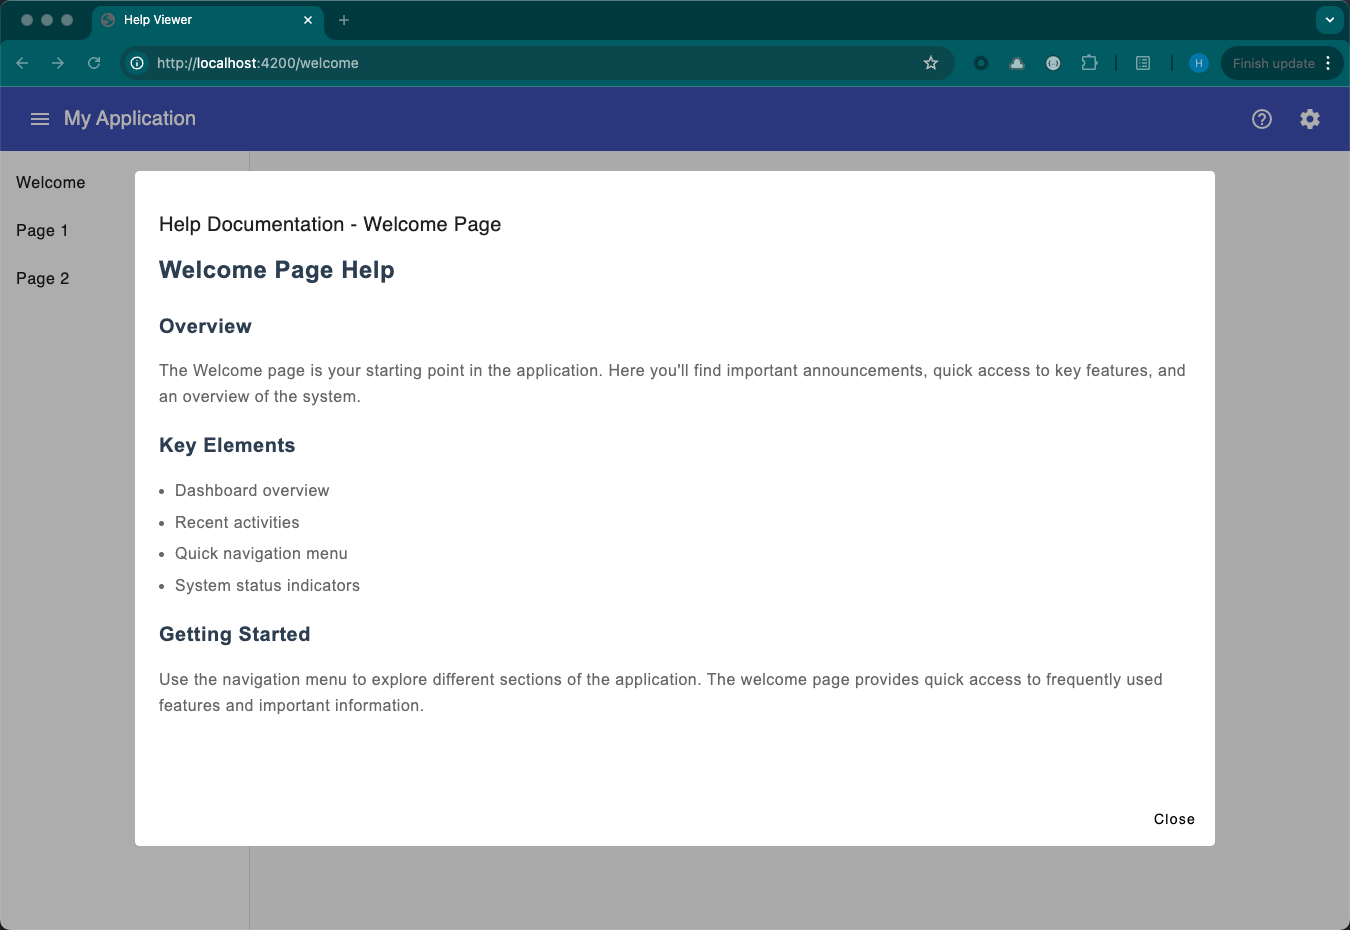 Help Viewer
http://localhost:4200/welcome
H
Finish update
My Application
Welcome
Page 1
Page 2
Help Documentation - Welcome Page
Welcome Page Help
Overview
The Welcome page is your starting point in the application. Here you'll find important announcements, quick access to key features, and
an overview of the system.
Key Elements
• Dashboard overview
• Recent activities
• Quick navigation menu
• System status indicators
Getting Started
Use the navigation menu to explore different sections of the application. The welcome page provides quick access to frequently used
features and important information.
Close